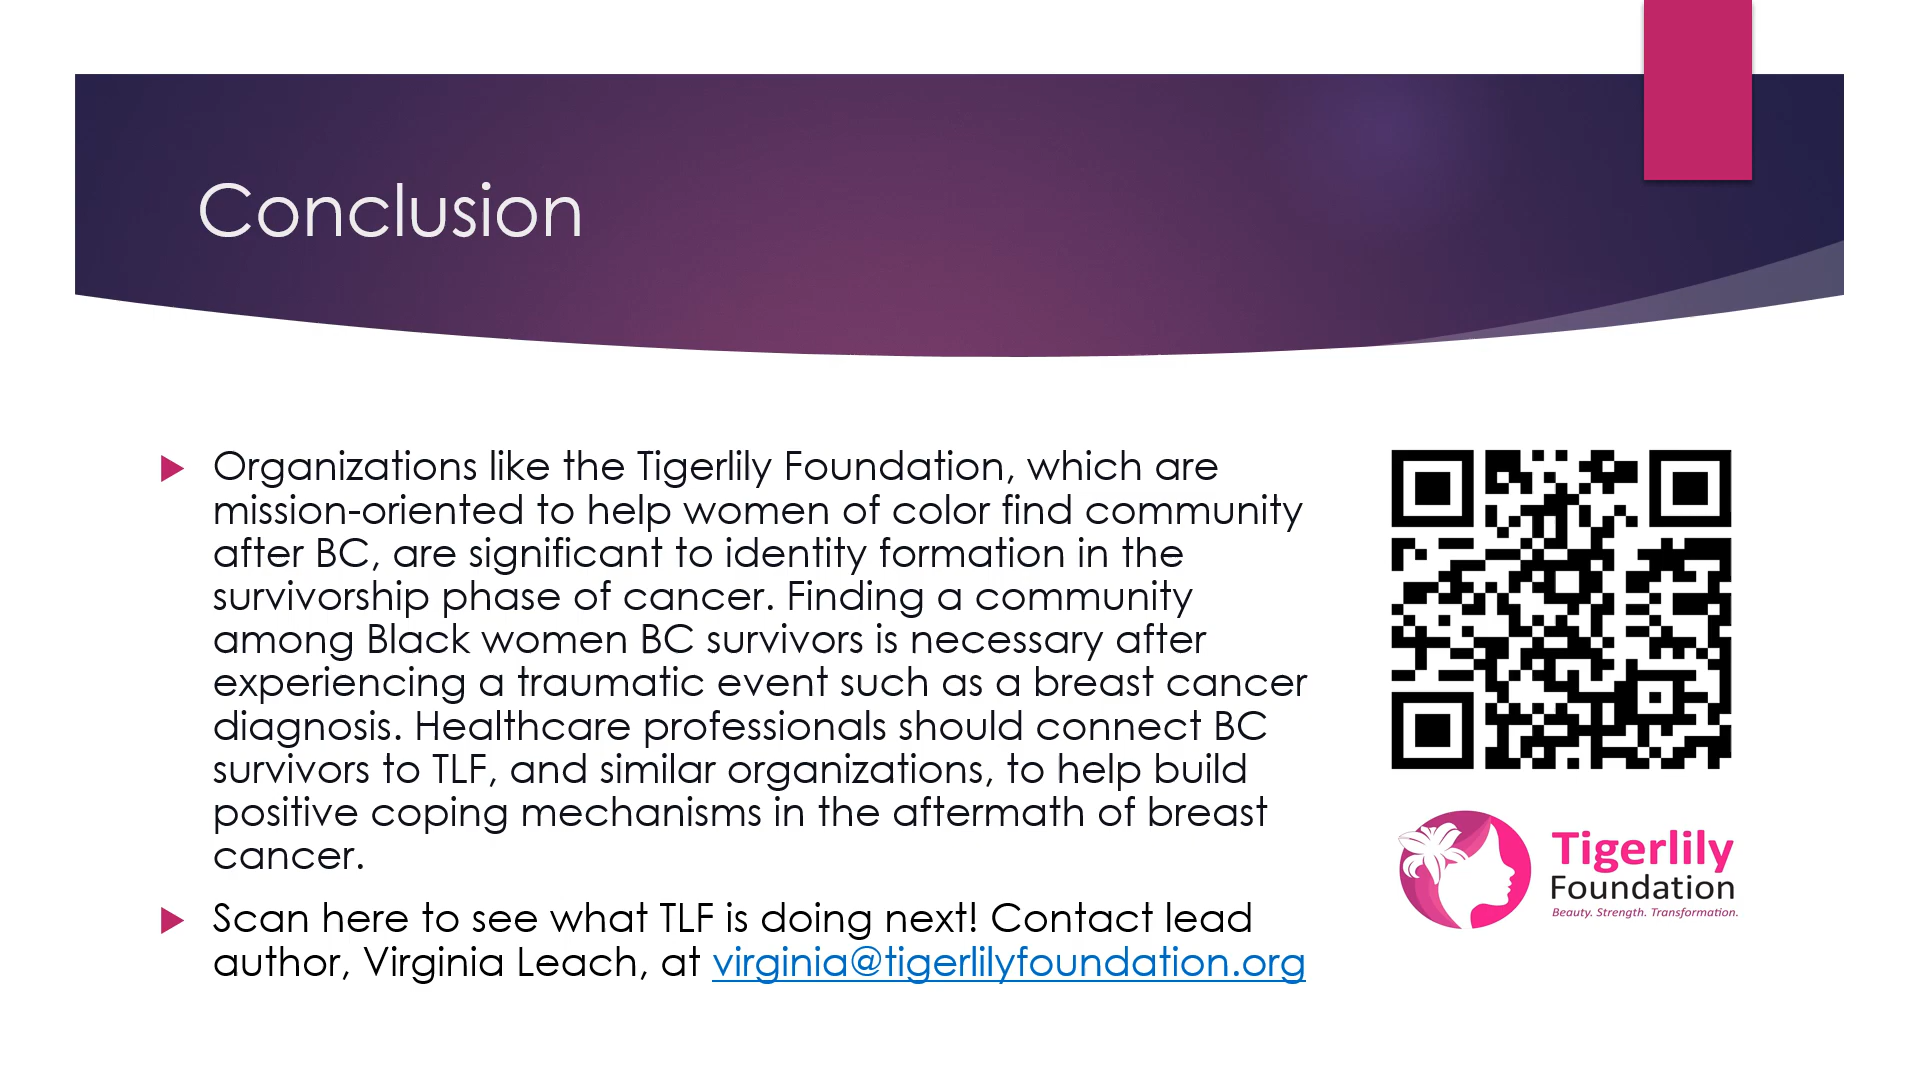 Conclusion
Organizations like the Tigerlily Foundation, which are
mission-oriented to help women of color find community
after BC, are significant to identity formation in the
survivorship phase of cancer. Finding a community
among Black women BC survivors is necessary after
experiencing a traumatic event such as a breast cancer
diagnosis. Healthcare professionals should connect BC
survivors to TLF, and similar organizations, to help build
positive coping mechanisms in the aftermath of breast
cancer.
Scan here to see what TLF is doing next! Contact lead
author, Virginia Leach, at virginia@tigerlilyfoundation.org
Tigerlily
Foundation
Beauty. Strength. Transformation.